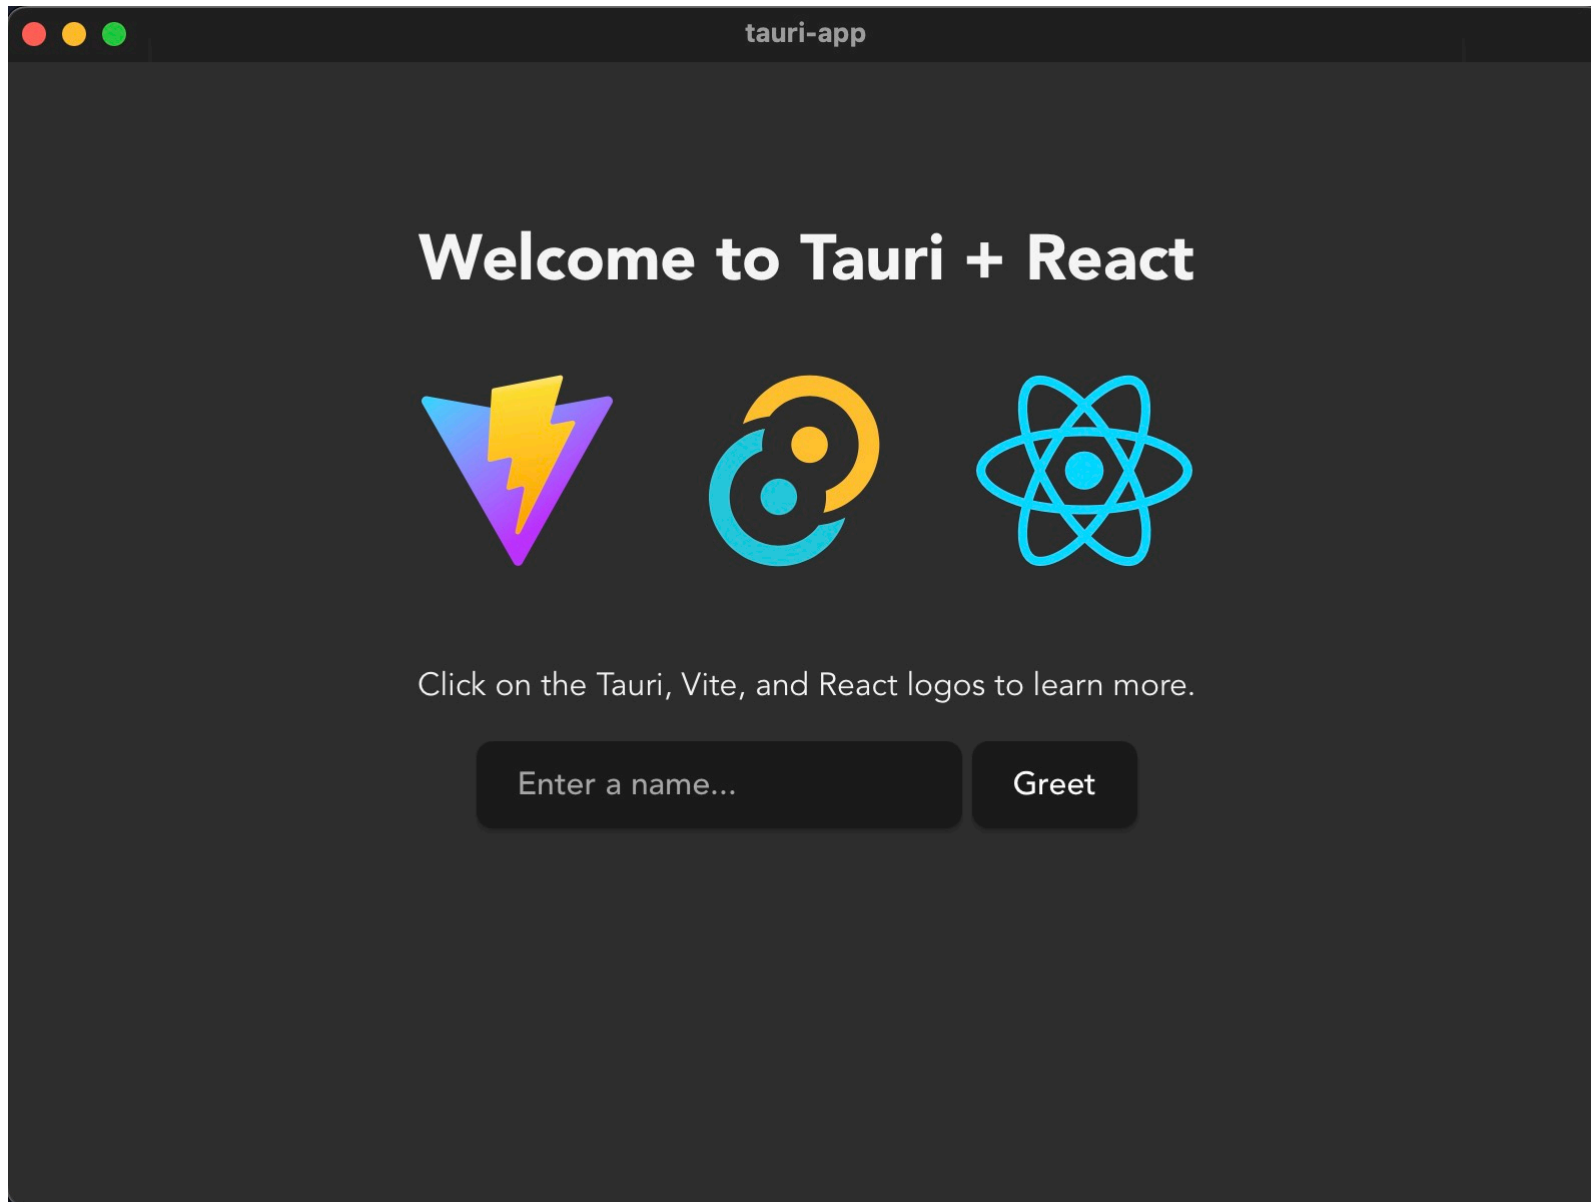 tauri-app
Welcome to Tauri + React
Click on the Tauri, Vite, and React logos to learn more.
Enter a name...
Greet